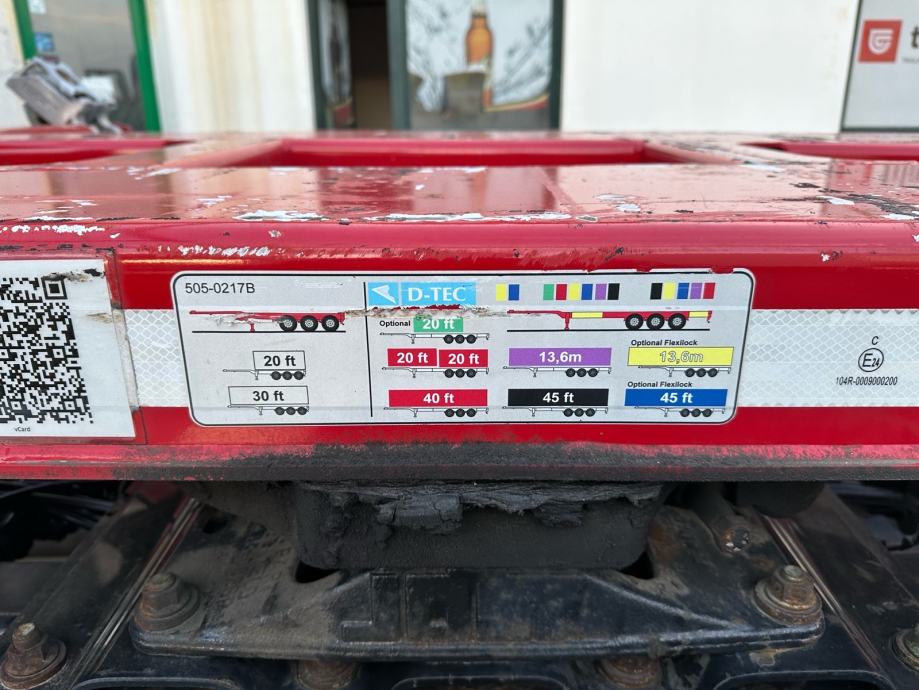 505-0217B
D-TEC
Optional
20 ft
20 ft
30 ft
20 ft 20 ft
40 ft
13,6m
45 ft
Optional Flexilock
13,6m
Optional Flexilock
45 ft
vCard
C
E24
104R-0009000200
t